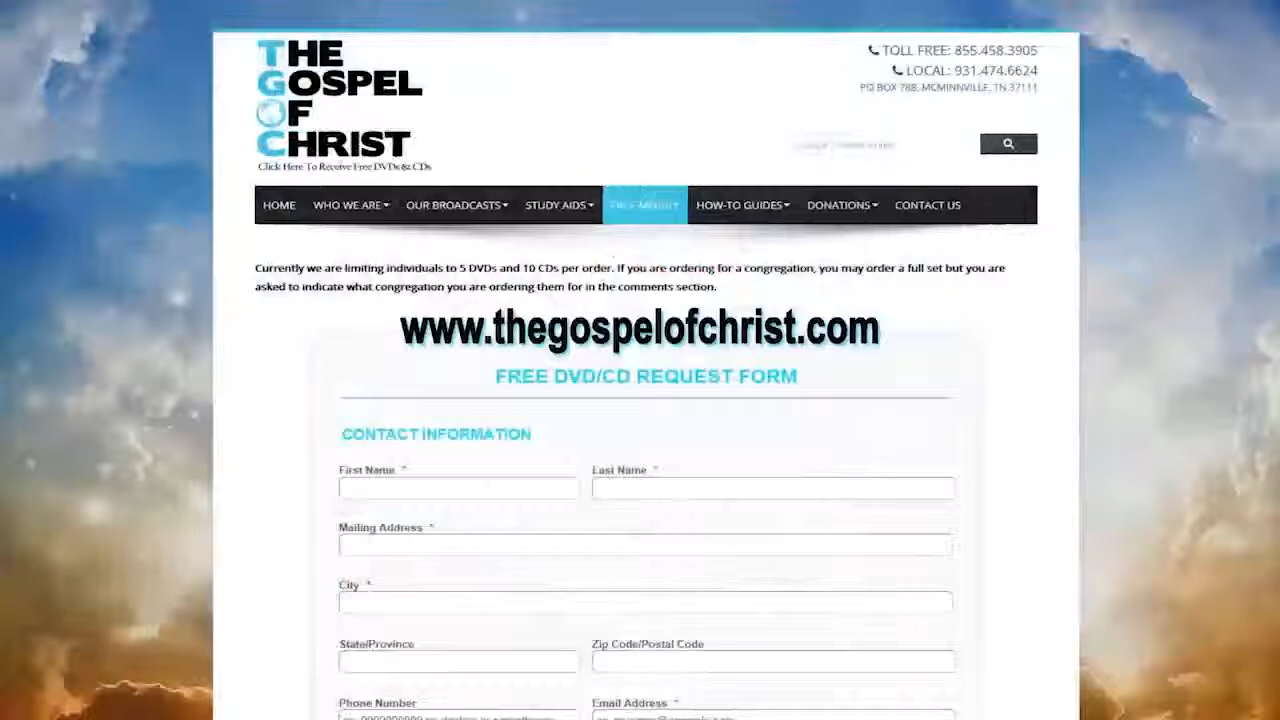 THE
GOSPEL
OF
CHRIST
Click Here To Receive Free DVDs & CDs
TOLL FREE: 855.458.3905
LOCAL: 931.474.6624
PO BOX 788, MCMINNVILLE, TN 37111
HOME WHO WE ARE OUR BROADCASTS STUDY AIDS FREE MEDIA HOW-TO GUIDES DONATIONS CONTACT US
Currently we are limiting individuals to 5 DVDs and 10 CDs per order. If you are ordering for a congregation, you may order a full set but you are
asked to indicate what congregation you are ordering them for in the comments section.
www.thegospelofchrist.com
FREE DVD/CD REQUEST FORM
CONTACT INFORMATION
First Name * Last Name *
Mailing Address *
City *
State/Province Zip Code/Postal Code
Phone Number Email Address *